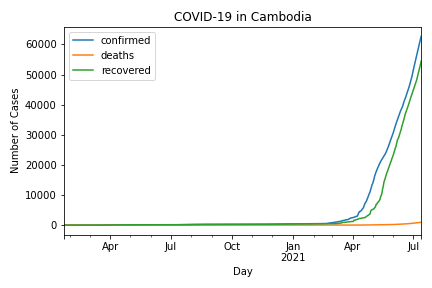 COVID-19 in Cambodia
confirmed
deaths
recovered
Number of Cases
60000
50000
40000
30000
20000
10000
0
Apr
Jul
Oct
Jan
2021
Apr
Jul
Day